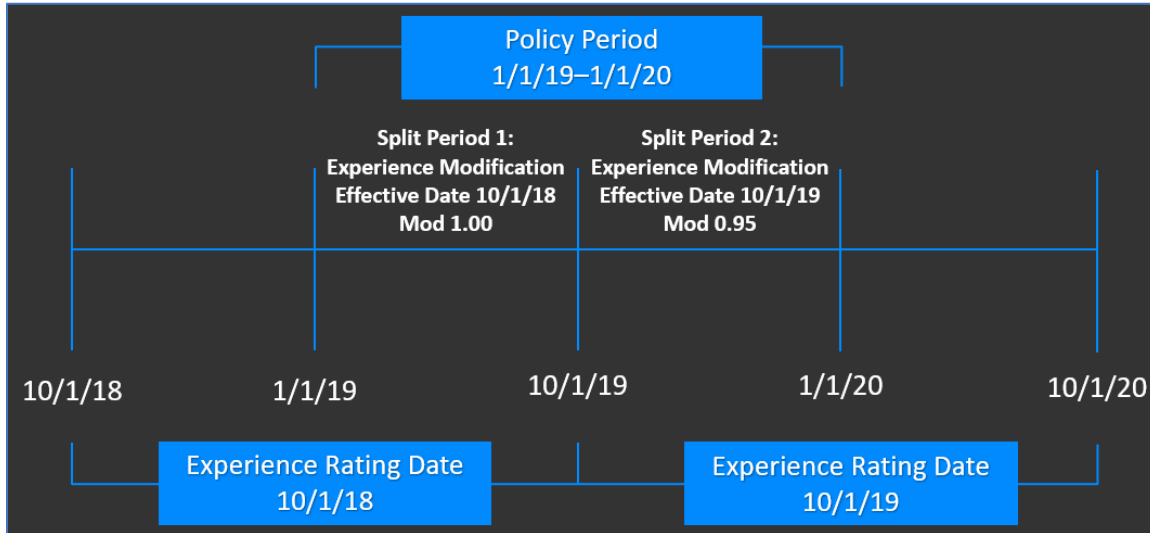 Policy Period
1/1/19–1/1/20
Split Period 1:
Experience Modification
Effective Date 10/1/18
Mod 1.00
Split Period 2:
Experience Modification
Effective Date 10/1/19
Mod 0.95
10/1/18
1/1/19
10/1/19
1/1/20
10/1/20
Experience Rating Date
10/1/18
Experience Rating Date
10/1/19